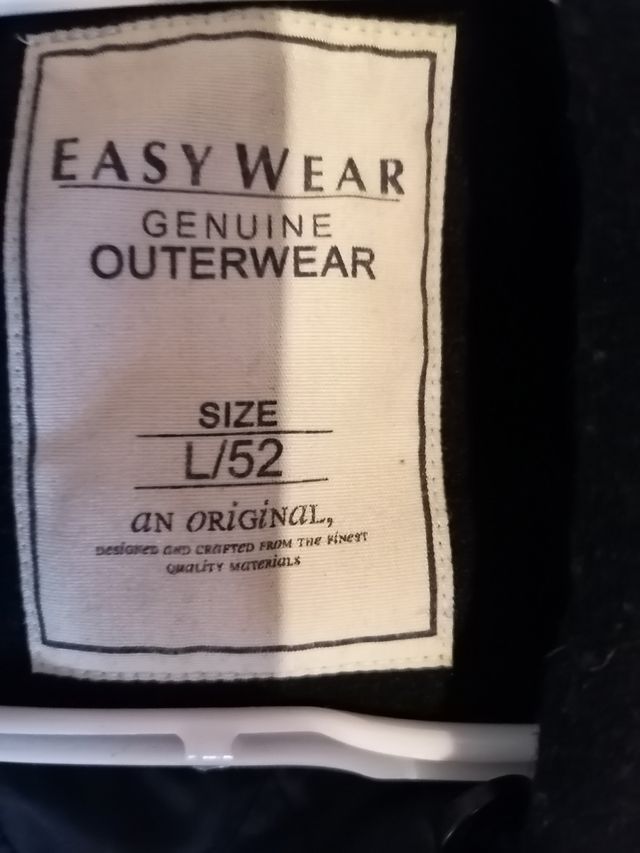 EASY WEAR
GENUINE
OUTERWEAR
SIZE
L/52
an ORiGiNaL,
DESIGNED AND CRAFTED FROM THE FINEST
QUALITY MATERIALS